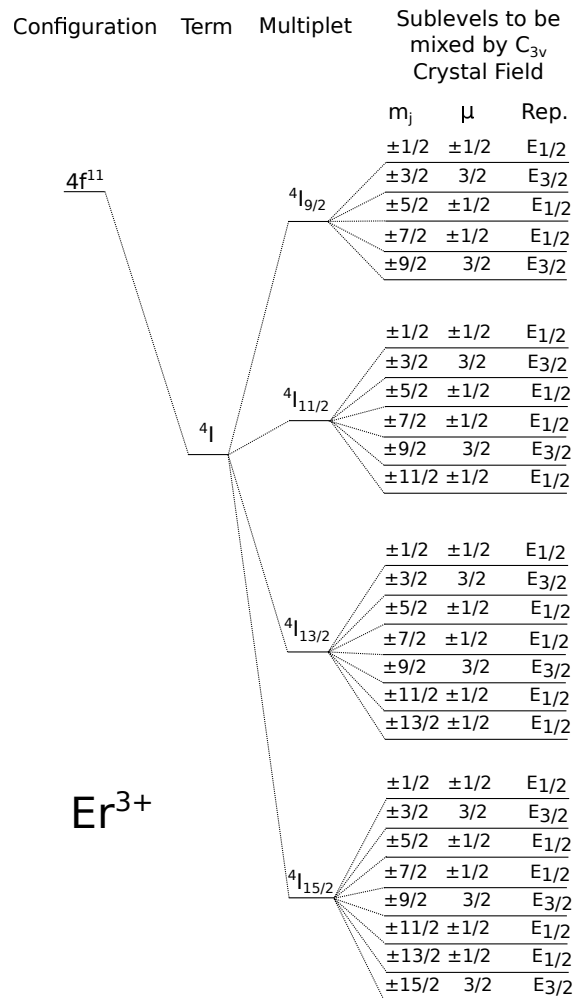 Configuration Term Multiplet Sublevels to be
mixed by C3v
Crystal Field
mj μ Rep.
4f11
4I
4I9/2
±1/2 ±1/2 E1/2
±3/2 3/2 E3/2
±5/2 ±1/2 E1/2
±7/2 ±1/2 E1/2
±9/2 3/2 E3/2
4I11/2
±1/2 ±1/2 E1/2
±3/2 3/2 E3/2
±5/2 ±1/2 E1/2
±7/2 ±1/2 E1/2
±9/2 3/2 E3/2
±11/2 ±1/2 E1/2
4I13/2
±1/2 ±1/2 E1/2
±3/2 3/2 E3/2
±5/2 ±1/2 E1/2
±7/2 ±1/2 E1/2
±9/2 3/2 E3/2
±11/2 ±1/2 E1/2
±13/2 ±1/2 E1/2
Er3+
4I15/2
±1/2 ±1/2 E1/2
±3/2 3/2 E3/2
±5/2 ±1/2 E1/2
±7/2 ±1/2 E1/2
±9/2 3/2 E3/2
±11/2 ±1/2 E1/2
±13/2 ±1/2 E1/2
±15/2 3/2 E3/2